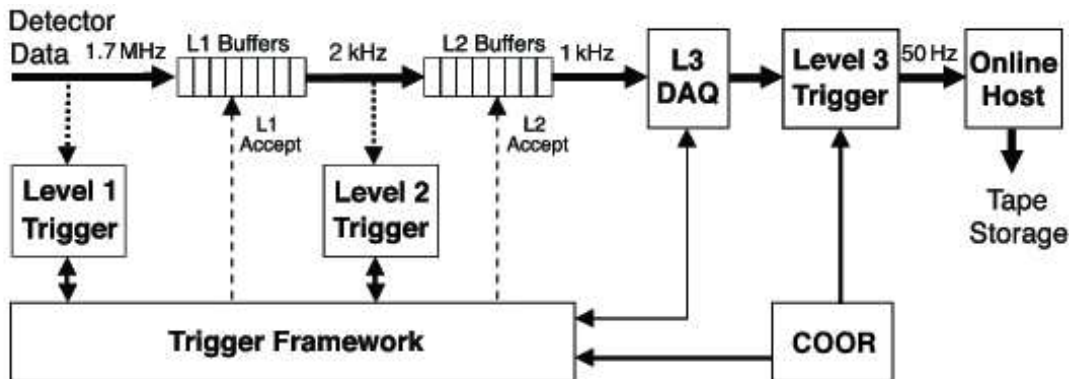 Detector
Data
1.7 MHz
L1 Buffers
2 kHz
L2 Buffers
1 kHz
L3
DAQ
Level 3
Trigger
50 Hz
Online
Host
L1
Accept
L2
Accept
Level 1
Trigger
Level 2
Trigger
Tape
Storage
Trigger Framework
COOR